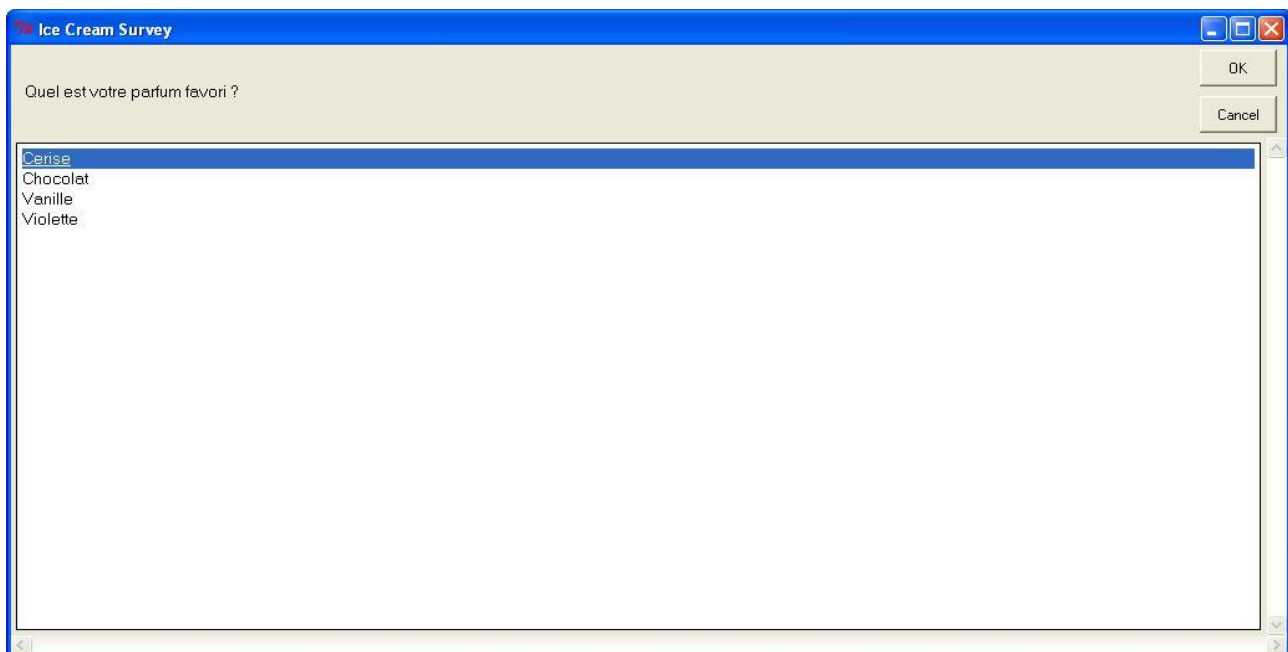 Ice Cream Survey
Quel est votre parfum favori ?
OK
Cancel
Cerise
Chocolat
Vanille
Violette